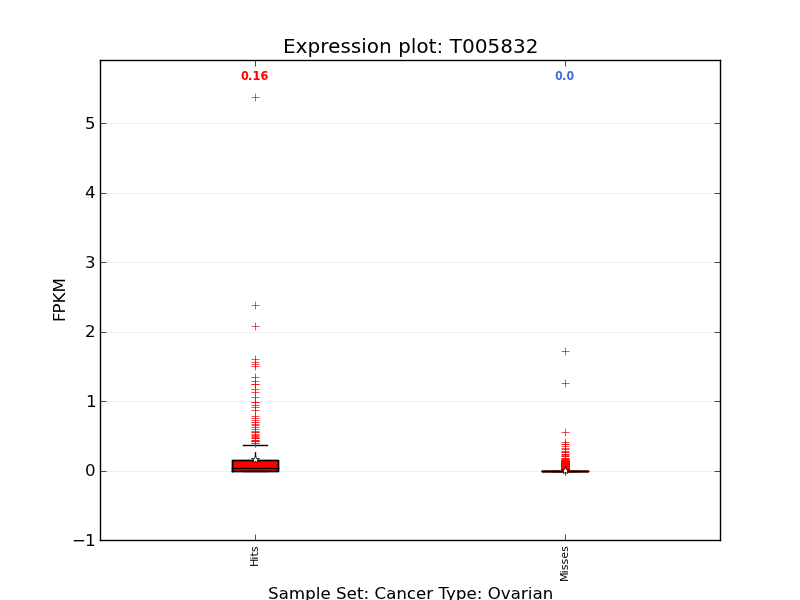 Expression plot: T005832
0.16
0.0
5
4
3
2
1
0
−1
FPKM
Hits
Misses
Sample Set: Cancer Type: Ovarian